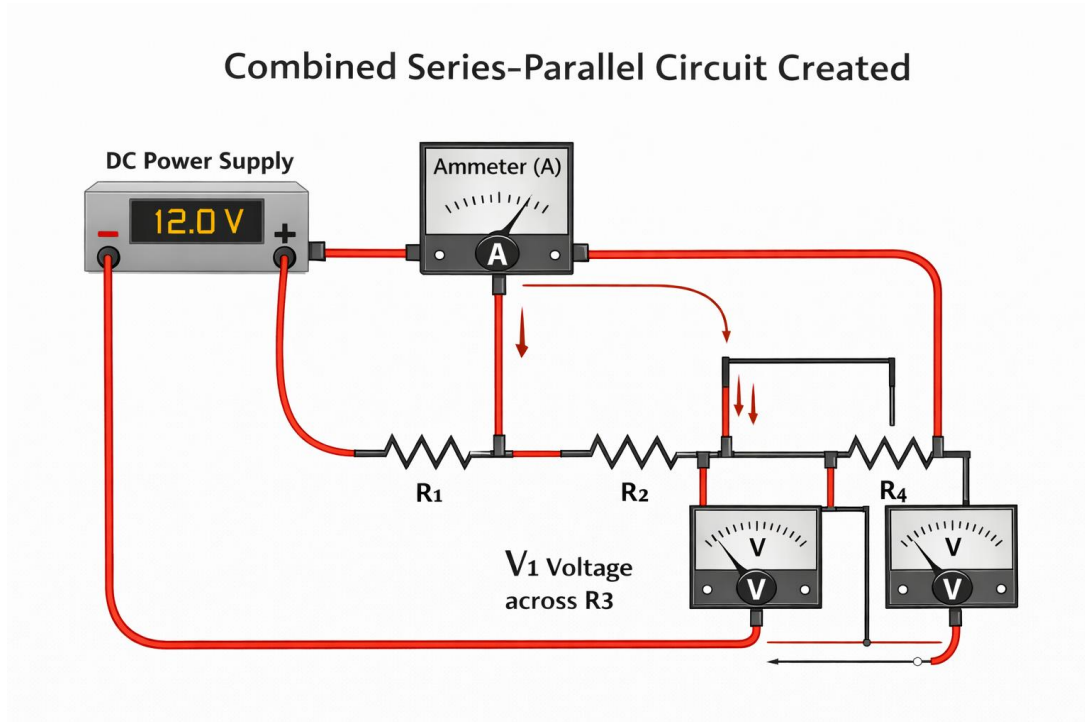 Combined Series-Parallel Circuit Created
DC Power Supply
Ammeter (A)
12.0 V
- +
A
R1
R2
R4
V
V
V1 Voltage
across R3
V
V